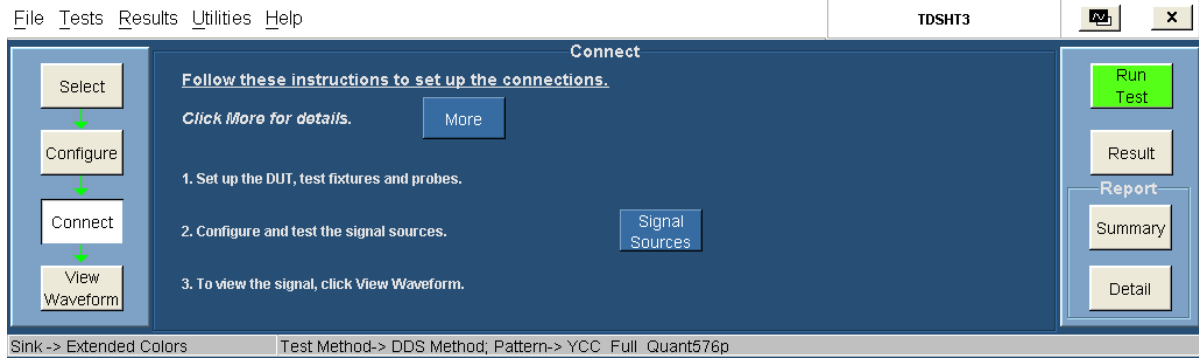 File Tests Results Utilities Help TDSHT3 x
Connect
Follow these instructions to set up the connections.
Click More for details. More
1. Set up the DUT, test fixtures and probes.
2. Configure and test the signal sources. Signal Sources
3. To view the signal, click View Waveform.
Select
Configure
Connect
View
Waveform
Run
Test
Result
Report
Summary
Detail
Sink -> Extended Colors Test Method-> DDS Method; Pattern-> YCC_Full_Quant576p